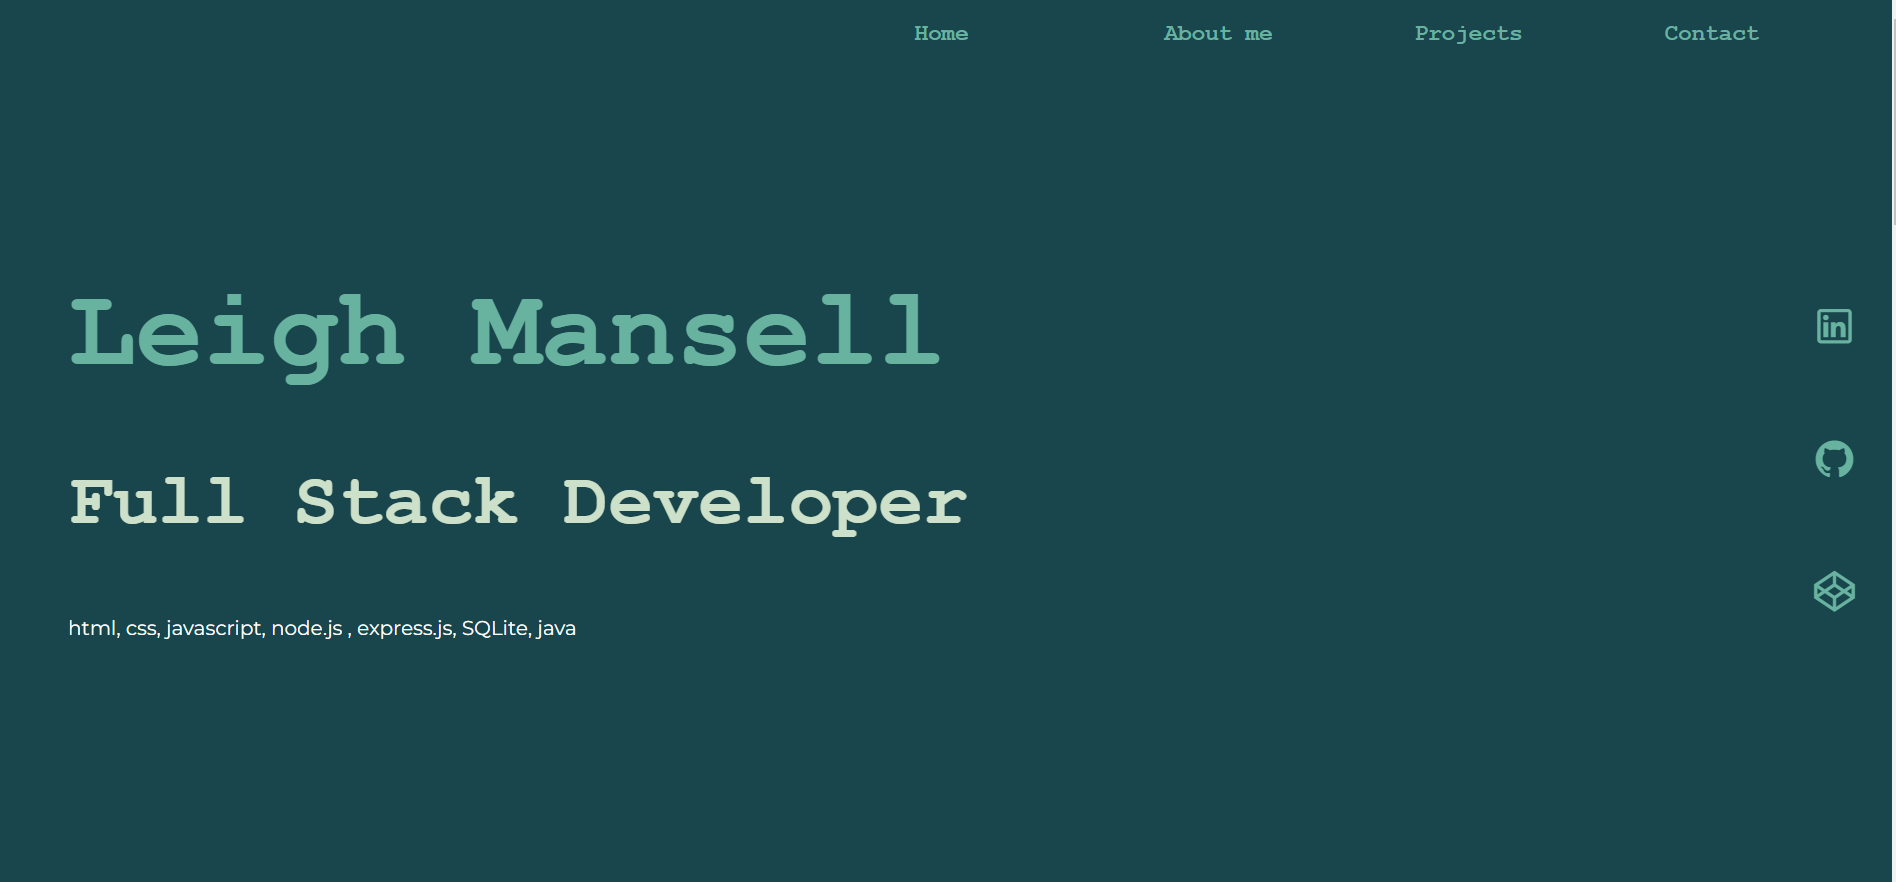 Home About me Projects Contact
Leigh Mansell
in
Full Stack Developer
html, css, javascript, node.js , express.js, SQLite, java